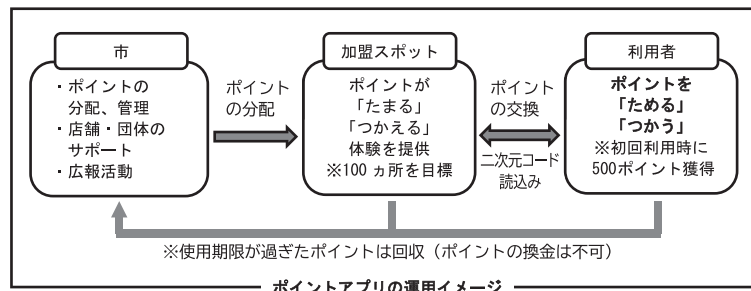 市
・ポイントの
分配、管理
・店舗・団体の
サポート
・広報活動
ポイント
の分配
加盟スポット
ポイントが
「たまる」
「つかえる」
体験を提供
※100 ヵ所を目標
ポイント
の交換
二次元コード
読込み
利用者
ポイントを
「ためる」
「つかう」
※初回利用時に
500ポイント獲得
※使用期限が過ぎたポイントは回収（ポイントの換金は不可）
ポイントアプリの運用イメージ